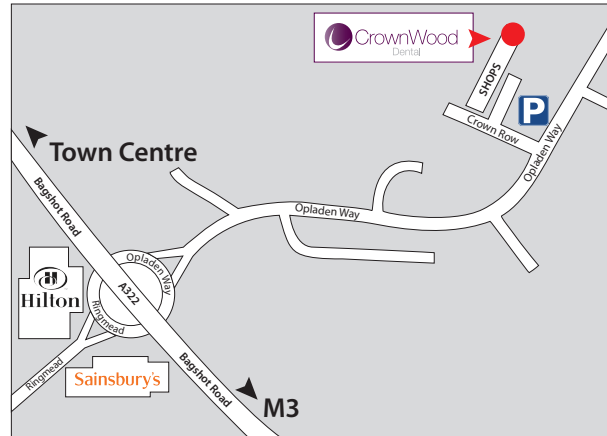 CrownWood
Dental
SHOPS
P
Crown Row
Opladen Way
Town Centre
Bagshot Road
Opladen Way
Opladen Way
A322
Ringmead
H
Hilton
Ringmead
Sainsbury's
Bagshot Road
M3